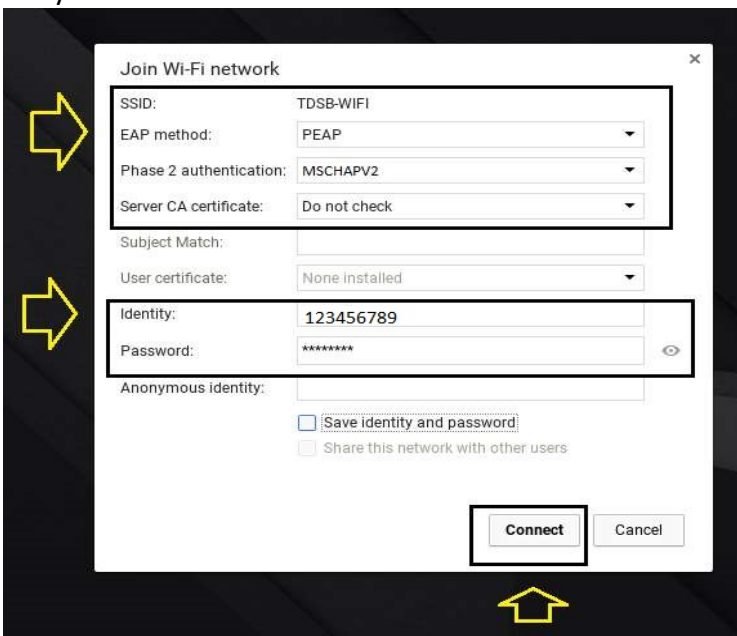 Join Wi-Fi network ×
SSID: TDSB-WIFI
EAP method: PEAP
Phase 2 authentication: MSCHAPV2
Server CA certificate: Do not check
Subject Match:
User certificate: None installed
Identity: 123456789
Password: ********
Anonymous identity:
Save identity and password
Share this network with other users
Connect Cancel